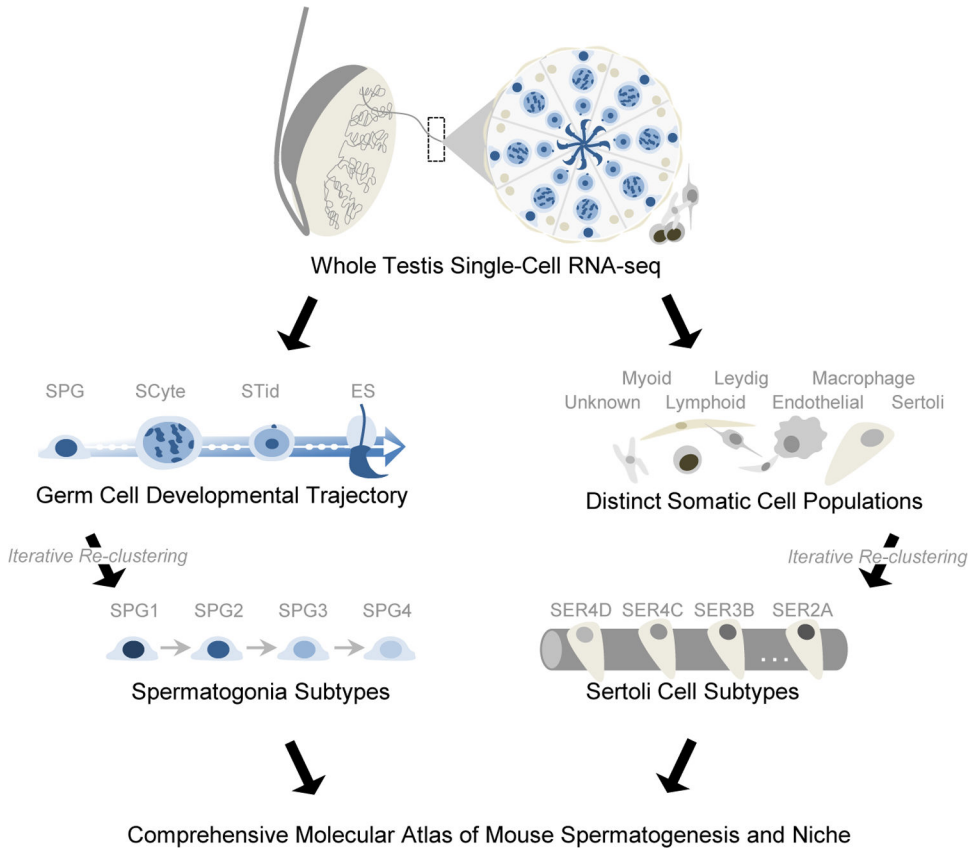 Whole Testis Single-Cell RNA-seq
SPG SCyte STid ES
Germ Cell Developmental Trajectory
Myoid Leydig Macrophage
Unknown Lymphoid Endothelial Sertoli
Distinct Somatic Cell Populations
Iterative Re-clustering
Iterative Re-clustering
SPG1 SPG2 SPG3 SPG4
Spermatogonia Subtypes
SER4D SER4C SER3B SER2A
...
Sertoli Cell Subtypes
Comprehensive Molecular Atlas of Mouse Spermatogenesis and Niche